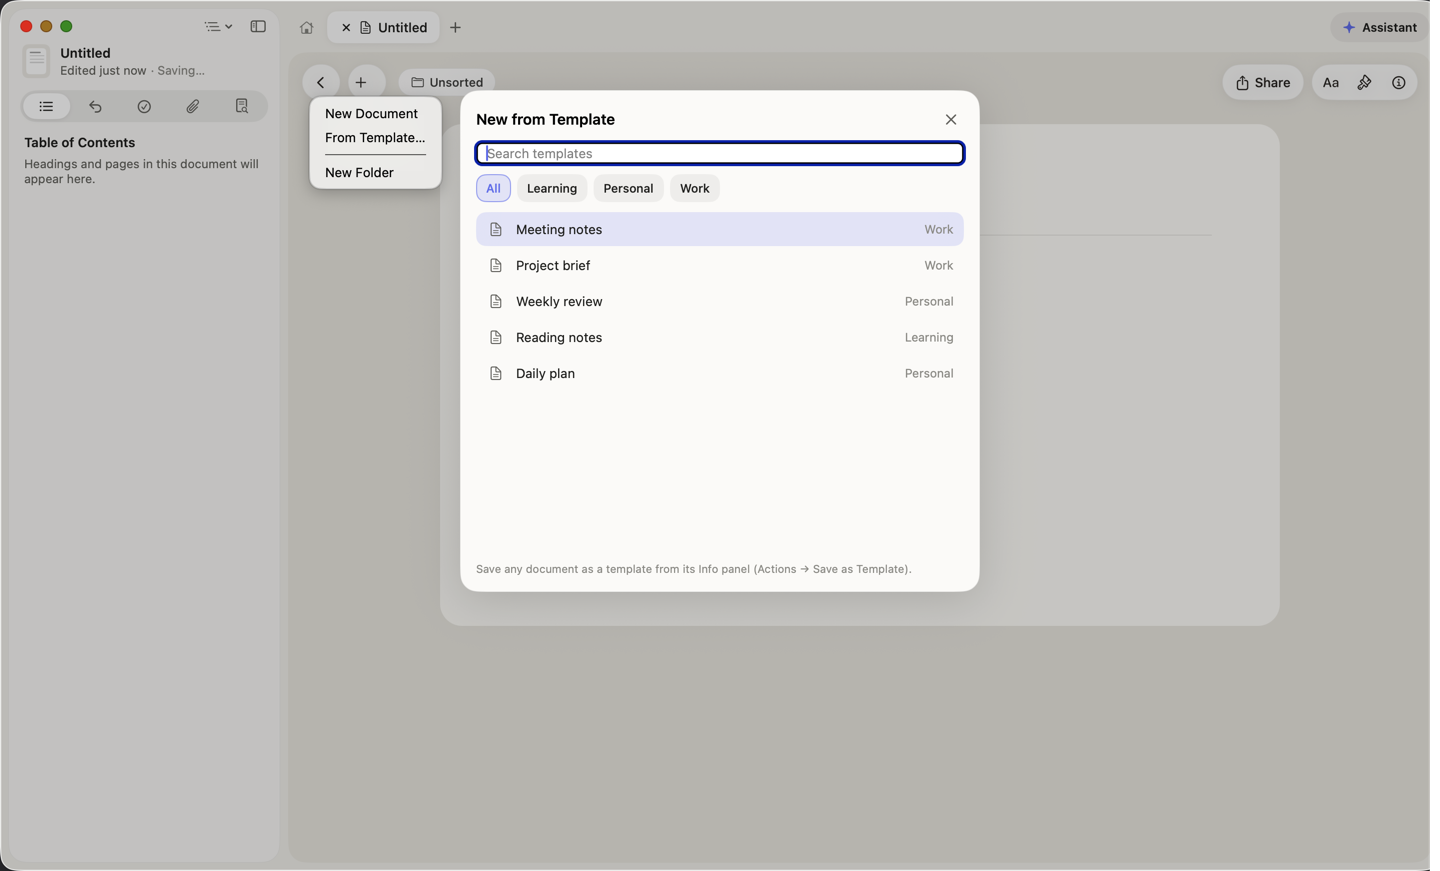 Untitled
Edited just now · Saving...
Table of Contents
Headings and pages in this document will
appear here.
Untitled
Assistant
Unsorted
Share
Aa
New Document
From Template...
New Folder
New from Template
Search templates
All
Learning
Personal
Work
Meeting notes Work
Project brief Work
Weekly review Personal
Reading notes Learning
Daily plan Personal
Save any document as a template from its Info panel (Actions → Save as Template).